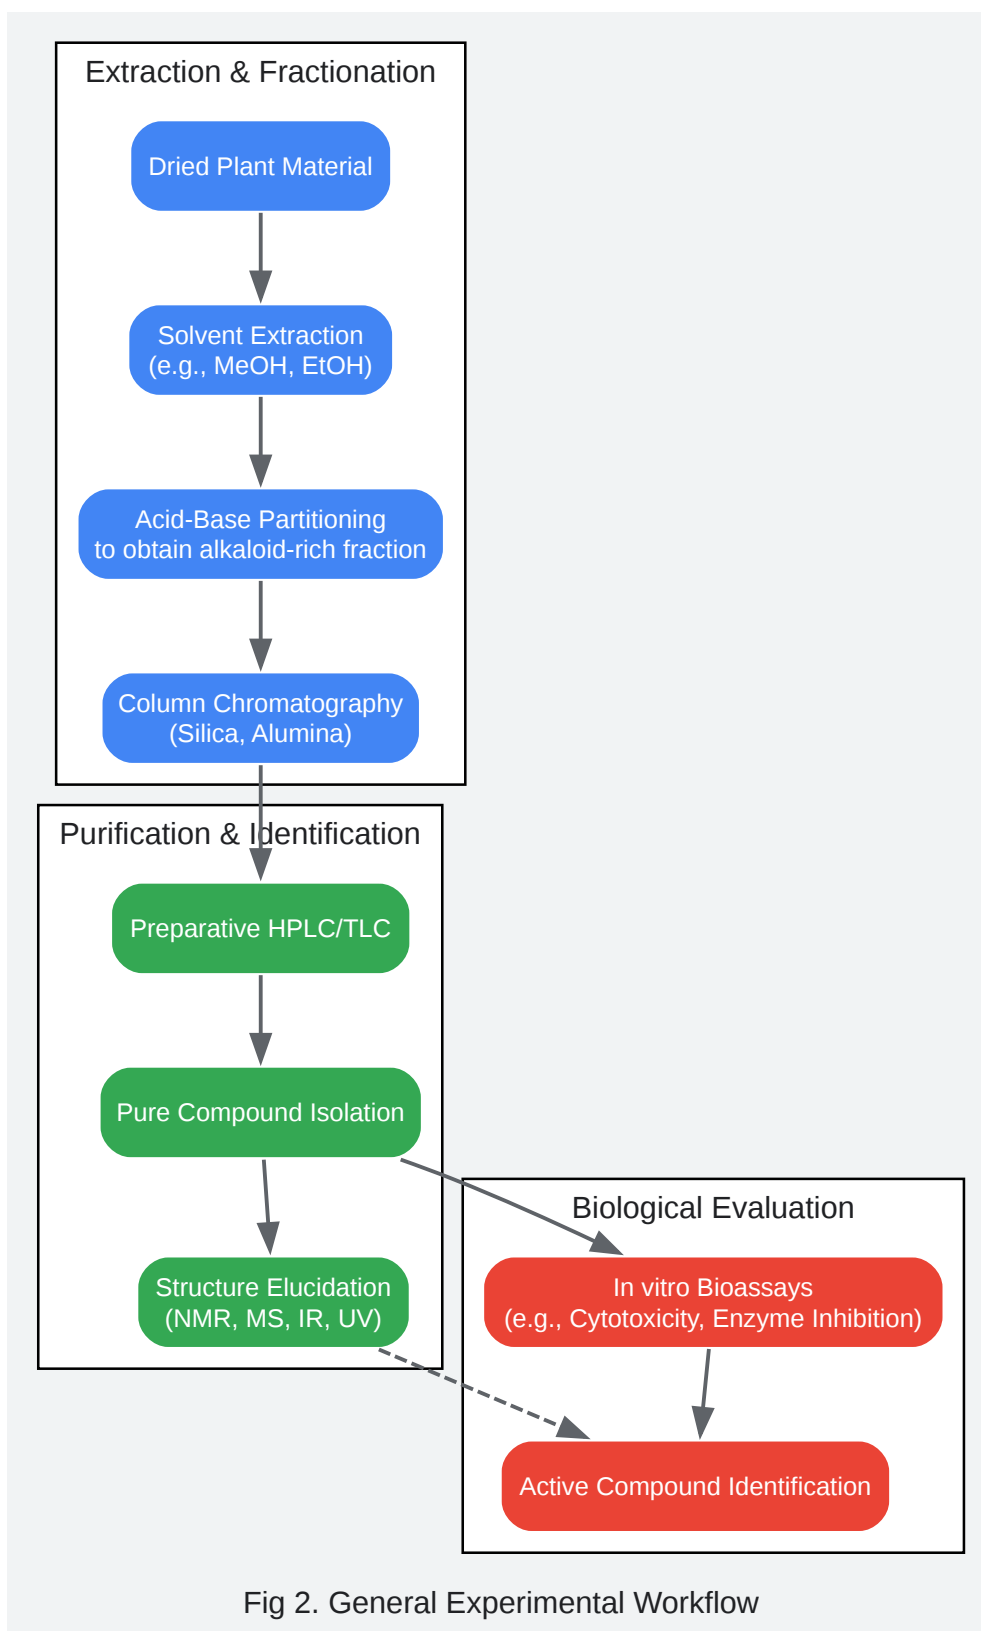 Extraction & Fractionation
Dried Plant Material
Solvent Extraction
(e.g., MeOH, EtOH)
Acid-Base Partitioning
to obtain alkaloid-rich fraction
Column Chromatography
(Silica, Alumina)
Purification & Identification
Preparative HPLC/TLC
Pure Compound Isolation
Structure Elucidation
(NMR, MS, IR, UV)
Biological Evaluation
In vitro Bioassays
(e.g., Cytotoxicity, Enzyme Inhibition)
Active Compound Identification
Fig 2. General Experimental Workflow